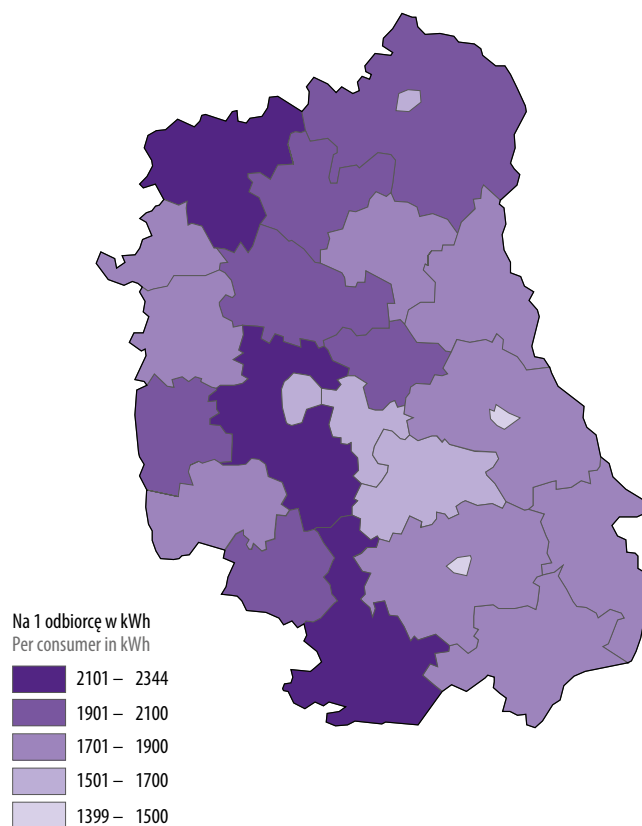 Na 1 odbiorcę w kWh
Per consumer in kWh
2101 – 2344
1901 – 2100
1701 – 1900
1501 – 1700
1399 – 1500